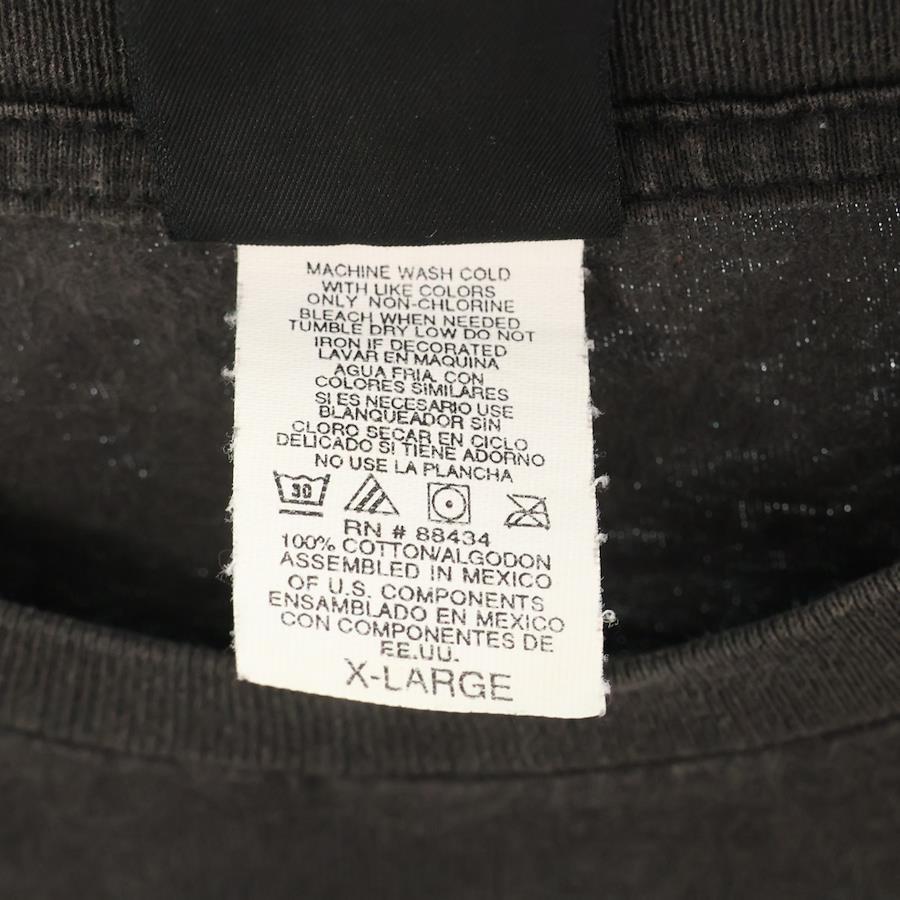 MACHINE WASH COLD
WITH LIKE COLORS
ONLY NON-CHLORINE
BLEACH WHEN NEEDED
TUMBLE DRY LOW DO NOT
IRON IF DECORATED
LAVAR EN MAQUINA
AGUA FRIA CON
COLORES SIMILARES
SI ES NECESARIO USE
BLANQUEADOR SIN
CLORO SECAR EN CICLO
DELICADO SI TIENE ADORNO
NO USE LA PLANCHA
30
RN # 88434
100% COTTON/ALGODON
ASSEMBLED IN MEXICO
OF U.S. COMPONENTS
ENSAMBLADO EN MEXICO
CON COMPONENTES DE
EE.UU.
X-LARGE